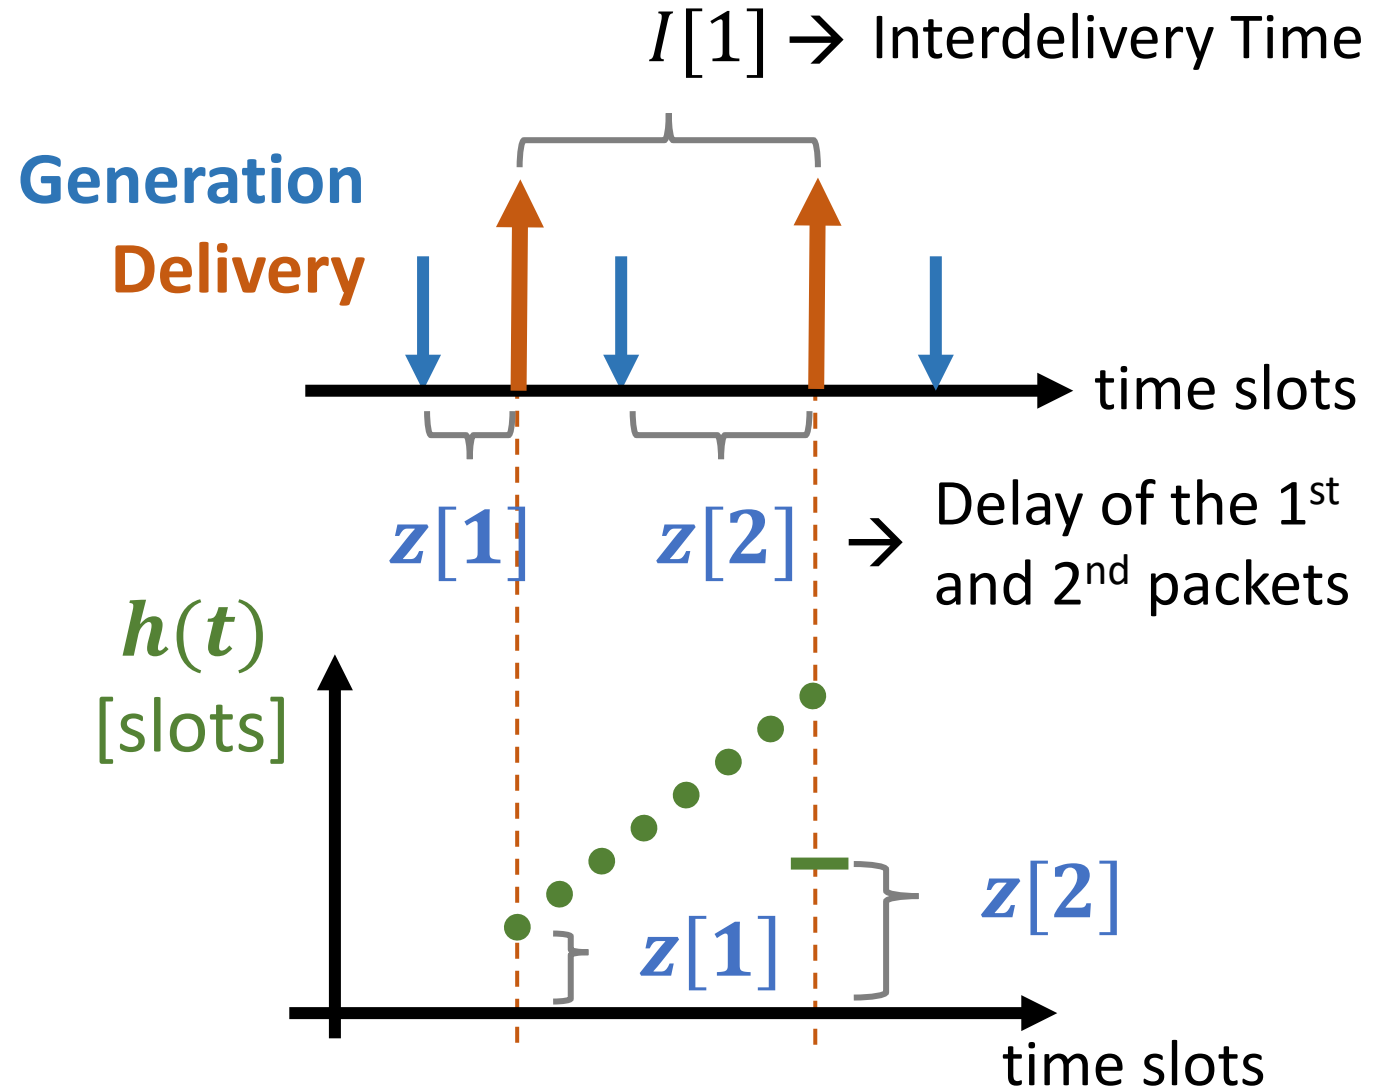 I[1] → Interdelivery Time
Generation
Delivery
time slots
z[1]
z[2] → Delay of the 1st
and 2nd packets
h(t)
[slots]
z[1]
z[2]
time slots